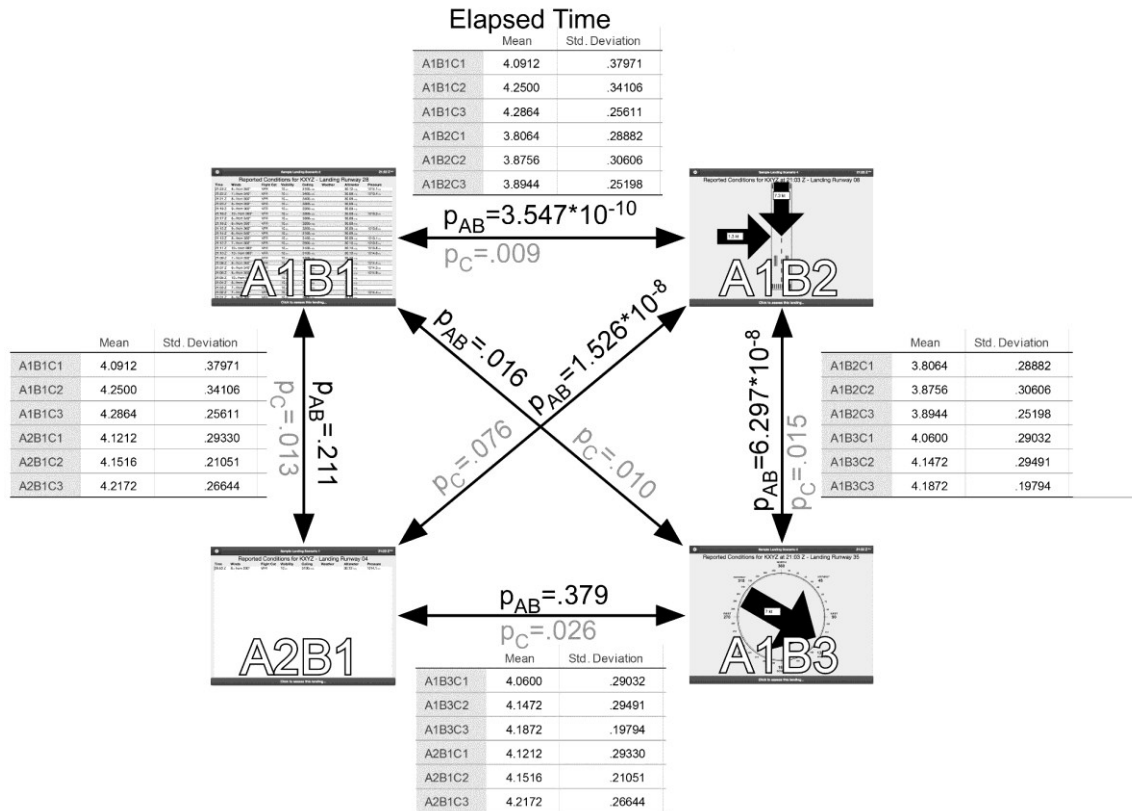 Elapsed Time
Mean Std. Deviation
A1B1C1 4.0912 .37971
A1B1C2 4.2500 .34106
A1B1C3 4.2864 .25611
A1B2C1 3.8064 .28882
A1B2C2 3.8756 .30606
A1B2C3 3.8944 .25198
Reported Conditions for KXYZ - Landing Runway 28
A1B1
pAB=3.547*10-10
pC=.009
Reported Conditions for KXYZ at 21:03 Z - Landing Runway 08
A1B2
Mean Std. Deviation
A1B1C1 4.0912 .37971
A1B1C2 4.2500 .34106
A1B1C3 4.2864 .25611
A2B1C1 4.1212 .29330
A2B1C2 4.1516 .21051
A2B1C3 4.2172 .26644
pAB=.211
pC=.013
pAB=.016
pC=.010
pAB=1.526*10-8
pC=.076
pAB=6.297*10-8
pC=.015
Mean Std. Deviation
A1B2C1 3.8064 .28882
A1B2C2 3.8756 .30606
A1B2C3 3.8944 .25198
A1B3C1 4.0600 .29032
A1B3C2 4.1472 .29491
A1B3C3 4.1872 .19794
Reported Conditions for KXYZ - Landing Runway 04
A2B1
pAB=.379
pC=.026
Reported Conditions for KXYZ at 21:03 Z - Landing Runway 35
A1B3
Mean Std. Deviation
A1B3C1 4.0600 .29032
A1B3C2 4.1472 .29491
A1B3C3 4.1872 .19794
A2B1C1 4.1212 .29330
A2B1C2 4.1516 .21051
A2B1C3 4.2172 .26644